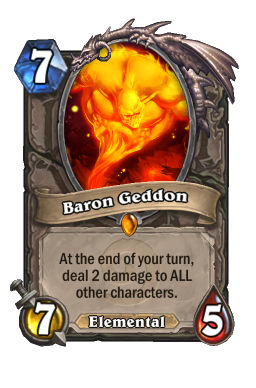 7
Baron Geddon
At the end of your turn,
deal 2 damage to ALL
other characters.
7 Elemental 5